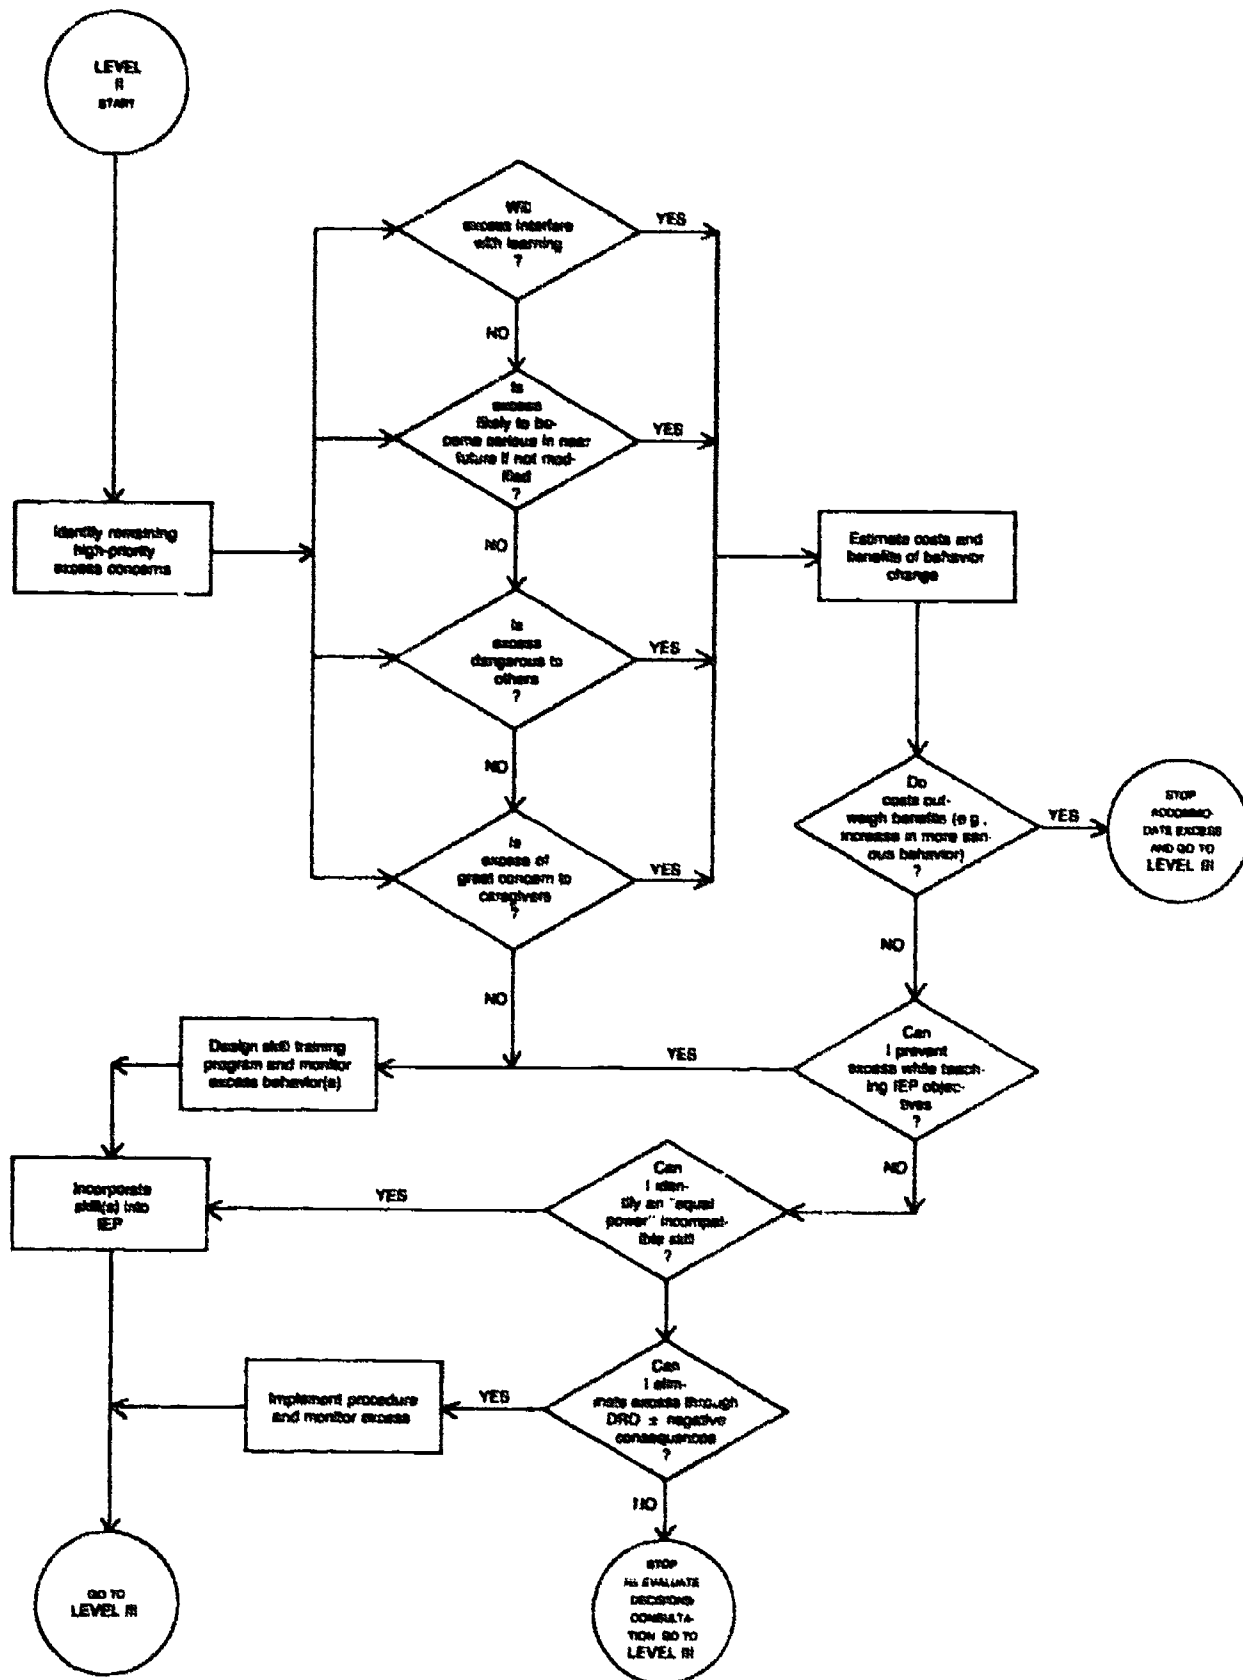 LEVEL
II
START
Will
excess interfere
with learning
?
YES
NO
Is
excess
likely to be-
come serious in near
future if not mod-
ified
?
YES
NO
Identify remaining
high-priority
excess concerns
Estimate costs and
benefits of behavior
change
Is
excess
dangerous to
others
?
YES
NO
Is
excess of
great concern to
caregivers
?
YES
NO
Do
costs out-
weigh benefits (e.g.,
increase in more seri-
ous behavior)
?
YES
NO
STOP
ACCOMMO-
DATE EXCESS
AND GO TO
LEVEL III
Can
I prevent
excess while teach-
ing IEP objec-
tives
?
YES
NO
Design skill training
program and monitor
excess behavior(s)
Incorporate
skill(s) into
IEP
Can
I iden-
tify an "equal
power" incompat-
ible skill
?
YES
Can
I elim-
inate excess through
DRO ± negative
consequences
?
YES
NO
Implement procedure
and monitor excess
GO TO
LEVEL III
STOP
RE-EVALUATE
DECISIONS/
CONSULTA-
TION GO TO
LEVEL III